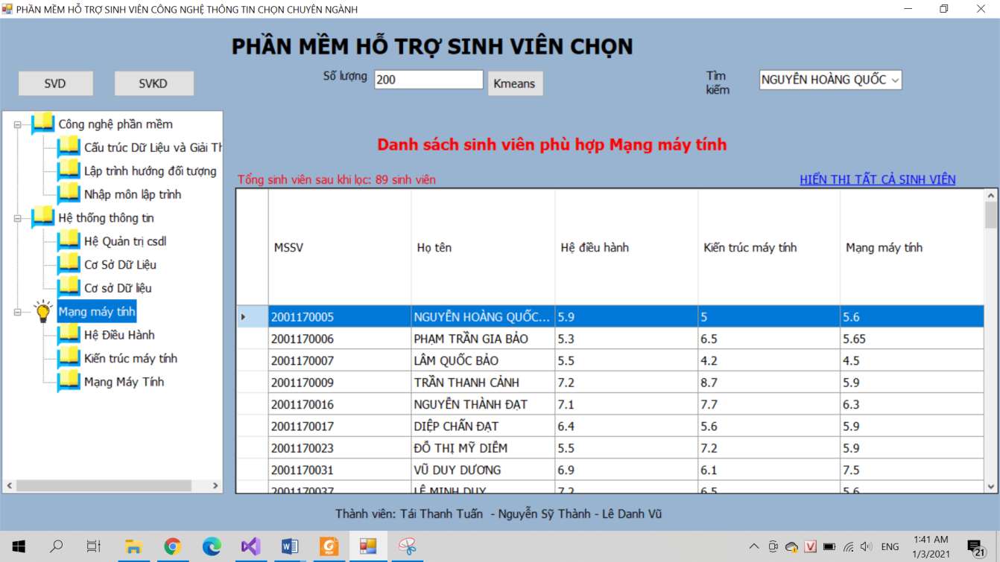 PHẦN MỀM HỖ TRỢ SINH VIÊN CÔNG NGHỆ THÔNG TIN CHỌN CHUYÊN NGÀNH
PHẦN MỀM HỖ TRỢ SINH VIÊN CHỌN
SVD SVKD
Số lượng 200 Kmeans
Tìm kiếm NGUYỄN HOÀNG QUỐC
Công nghệ phần mềm
Cấu trúc Dữ Liệu và Giải Th
Lập trình hướng đối tượng
Nhập môn lập trình
Hệ thống thông tin
Hệ Quản trị csdl
Cơ Sở Dữ Liệu
Cơ sở Dữ liệu
Mạng máy tính
Hệ Điều Hành
Kiến trúc máy tính
Mạng Máy Tính
Danh sách sinh viên phù hợp Mạng máy tính
Tổng sinh viên sau khi lọc: 89 sinh viên HIỂN THI TẤT CẢ SINH VIÊN
MSSV Họ tên Hệ điều hành Kiến trúc máy tính Mạng máy tính
2001170005 NGUYỄN HOÀNG QUỐC... 5.9 5 5.6
2001170006 PHẠM TRẦN GIA BẢO 5.3 6.5 5.65
2001170007 LÂM QUỐC BẢO 5.5 4.2 4.5
2001170009 TRẦN THANH CẢNH 7.2 8.7 5.9
2001170016 NGUYỄN THÀNH ĐẠT 7.1 7.7 6.3
2001170017 DIỆP CHẤN ĐẠT 6.4 5.6 5.9
2001170023 ĐỖ THỊ MỸ DIỄM 5.5 7.2 5.9
2001170031 VŨ DUY DƯƠNG 6.9 6.1 7.5
2001170037 LÊ MINH DUY 7.2 6.5 5.6
Thành viên: Tái Thanh Tuấn - Nguyễn Sỹ Thành - Lê Danh Vũ
ENG
1:41 AM
1/3/2021
21